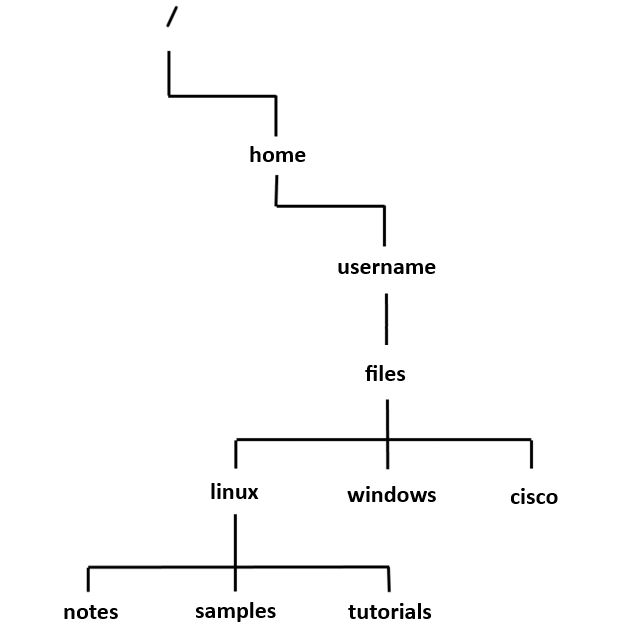 /
home
username
files
linux windows cisco
notes samples tutorials